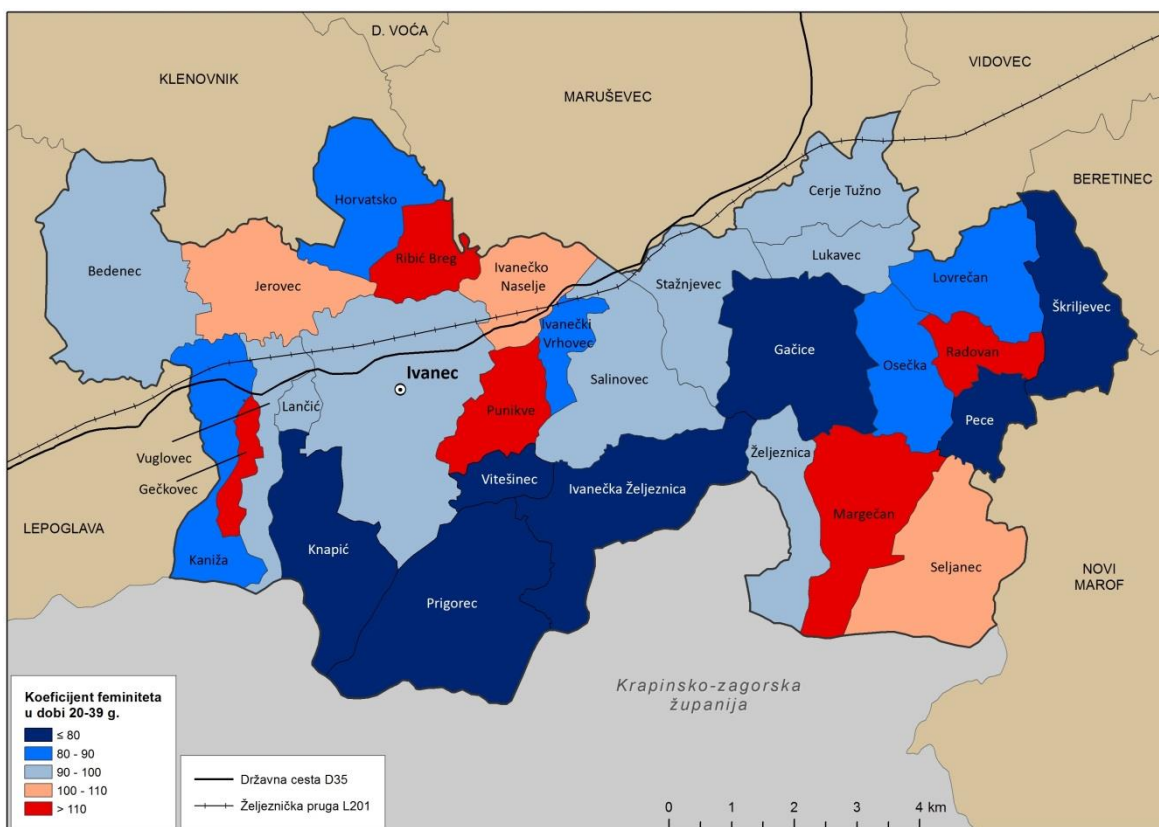 D. VOĆA
KLENOVNIK
MARUŠEVEC
VIDOVEC
BERETINEC
Horvatsko
Cerje Tužno
Bedenec
Jerovec
Ribić Breg
Ivanečko
Naselje
Stažnjevec
Lukavec
Lovrečan
Škriljevec
Ivanečki
Vrhovec
Gačice
Osečka
Radovan
Ivanec
Salinovec
Lančić
Punikve
Pece
Vuglovec
Gečkovec
Vitešinec
Ivanečka Željeznica
Željeznica
LEPOGLAVA
Kaniža
Knapić
Prigorec
Margečan
Seljanec
NOVI
MAROF
Krapinsko-zagorska
županija
Koeficijent feminiteta
u dobi 20-39 g.
≤ 80
80 - 90
90 - 100
100 - 110
> 110
Državna cesta D35
Željeznička pruga L201
0 1 2 3 4 km